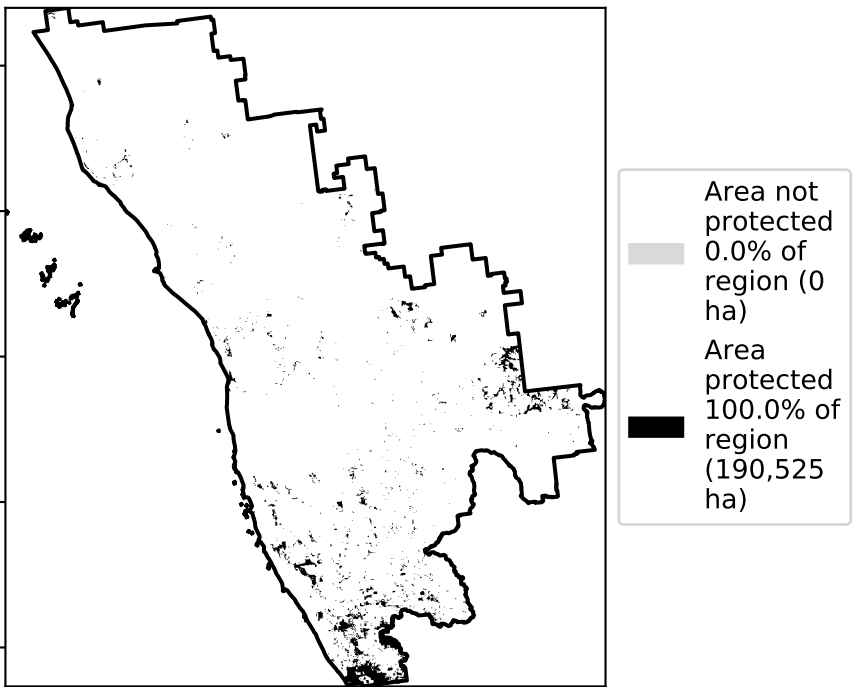 Area not
protected
0.0% of
region (0
ha)
Area
protected
100.0% of
region
(190,525
ha)